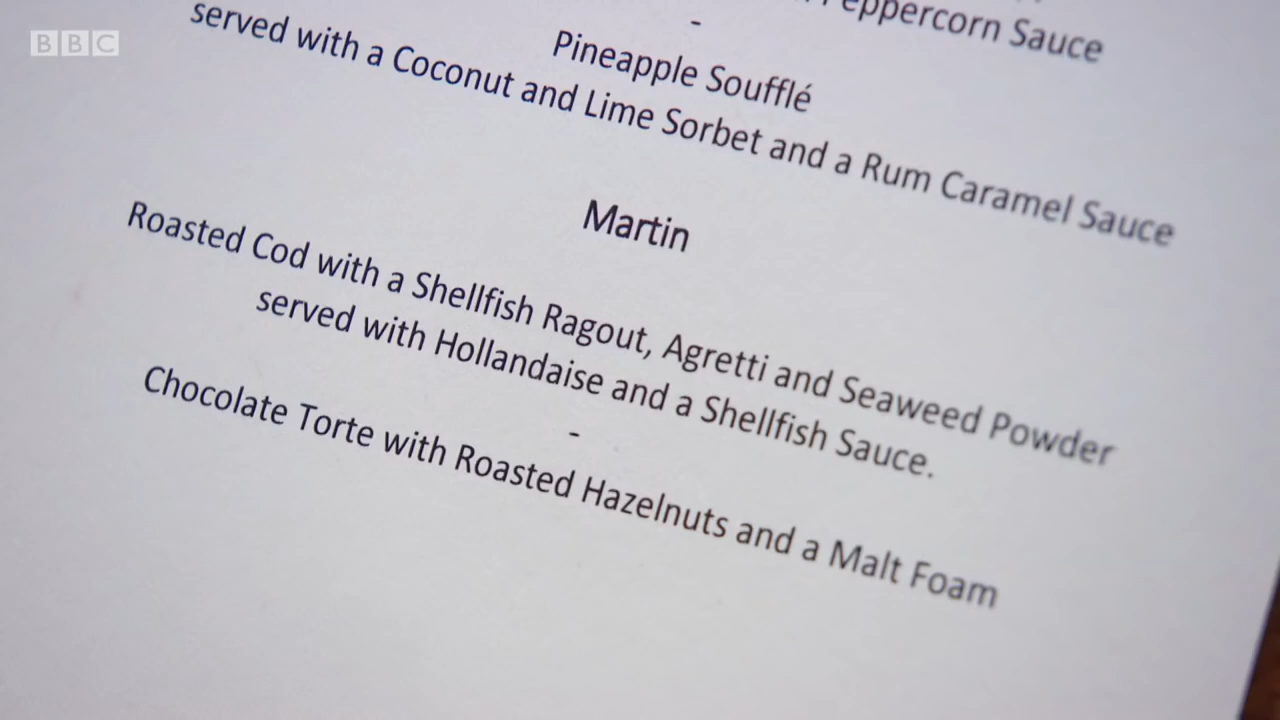 BBC
Peppercorn Sauce
-
Pineapple Soufflé
served with a Coconut and Lime Sorbet and a Rum Caramel Sauce
Martin
Roasted Cod with a Shellfish Ragout, Agretti and Seaweed Powder
served with Hollandaise and a Shellfish Sauce.
-
Chocolate Torte with Roasted Hazelnuts and a Malt Foam